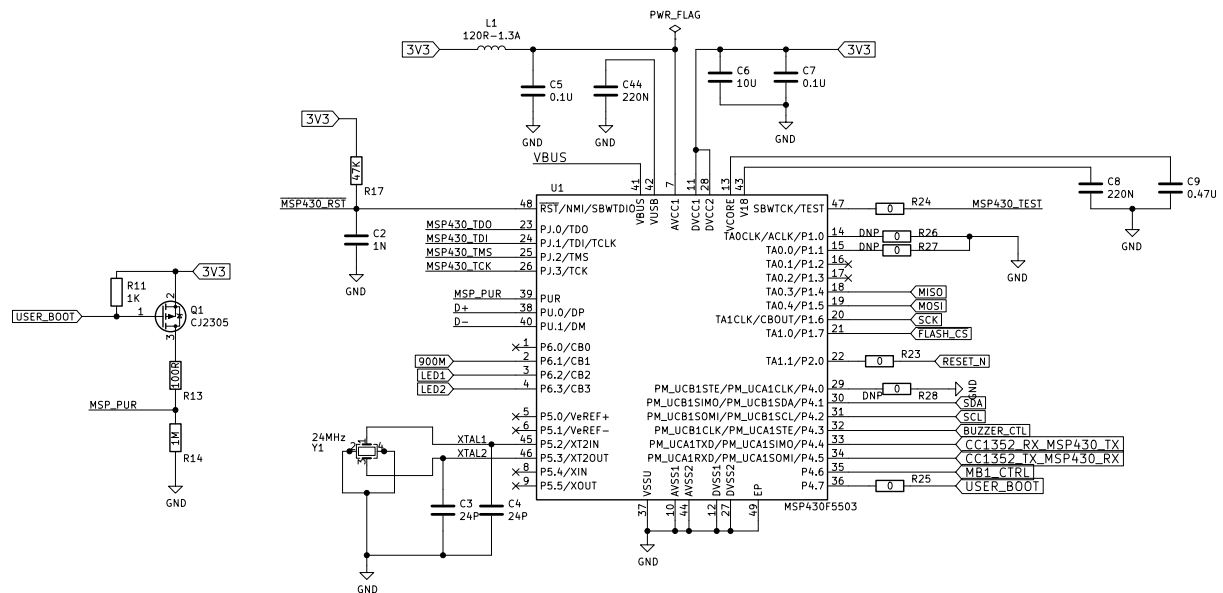 PWR_FLAG
L1
120R-1.3A
3V3
3V3
C5
0.1U
C44
220N
C6
10U
C7
0.1U
GND
GND
GND
3V3
47K
R17
VBUS
41
42
7
11
28
13
43
C8
220N
C9
0.47U
GND
U1
MSP430_RST
48
RST/NMI/SBWTDIO
VBUS
VUSB
AVCC1
DVCC1
DVCC2
VCORE
V18
SBWTCK/TEST
47
0
R24
MSP430_TEST
C2
1N
GND
MSP430_TDO
23
PJ.0/TDO
MSP430_TDI
24
PJ.1/TDI/TCLK
MSP430_TMS
25
PJ.2/TMS
MSP430_TCK
26
PJ.3/TCK
TA0CLK/ACLK/P1.0
14
DNP
0
R26
TA0.0/P1.1
15
DNP
0
R27
GND
TA0.1/P1.2
16
TA0.2/P1.3
17
TA0.3/P1.4
18
MISO
TA0.4/P1.5
19
MOSI
TA1CLK/CBOUT/P1.6
20
SCK
TA1.0/P1.7
21
FLASH_CS
MSP_PUR
39
PUR
D+
38
PU.0/DP
D-
40
PU.1/DM
1
P6.0/CB0
900M
2
P6.1/CB1
LED1
3
P6.2/CB2
LED2
4
P6.3/CB3
TA1.1/P2.0
22
0
R23
RESET_N
3V3
R11
1K
2
Q1
CJ2305
USER_BOOT
1
3
100R
R13
MSP_PUR
1M
R14
GND
PM_UCB1STE/PM_UCA1CLK/P4.0
29
DNP
0
R28
GND
PM_UCB1SIMO/PM_UCB1SDA/P4.1
30
SDA
PM_UCB1SOMI/PM_UCB1SCL/P4.2
31
SCL
PM_UCB1CLK/PM_UCA1STE/P4.3
32
BUZZER_CTL
PM_UCA1TXD/PM_UCA1SIMO/P4.4
33
CC1352_RX_MSP430_TX
PM_UCA1RXD/PM_UCA1SOMI/P4.5
34
CC1352_TX_MSP430_RX
P4.6
35
MB1_CTRL
P4.7
36
0
R25
USER_BOOT
5
P5.0/VeREF+
6
P5.1/VeREF-
24MHz
Y1
1
2
4
3
XTAL1
45
P5.2/XT2IN
XTAL2
46
P5.3/XT2OUT
8
P5.4/XIN
9
P5.5/XOUT
C3
24P
C4
24P
GND
VSSU
AVSS1
AVSS2
DVSS1
DVSS2
EP
37
10
44
12
27
49
MSP430F5503
GND